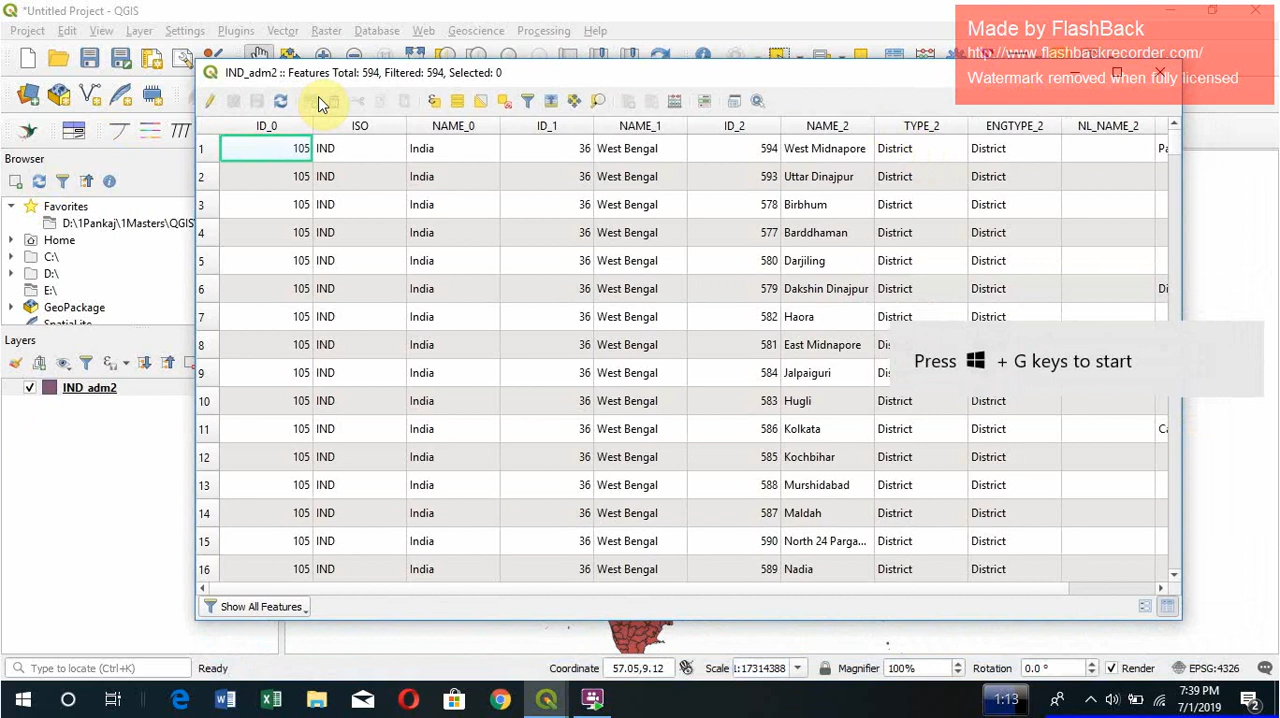 *Untitled Project - QGIS
Project Edit View Layer Settings Plugins Vector Raster Database Web Geoscience Processing Help
Made by FlashBack
http://www.flashbackrecorder.com/
Watermark removed when fully licensed
IND_adm2 :: Features Total: 594, Filtered: 594, Selected: 0
ID_0 ISO NAME_0 ID_1 NAME_1 ID_2 NAME_2 TYPE_2 ENGTYPE_2 NL_NAME_2
1 105 IND India 36 West Bengal 594 West Midnapore District District Pa
2 105 IND India 36 West Bengal 593 Uttar Dinajpur District District
3 105 IND India 36 West Bengal 578 Birbhum District District
4 105 IND India 36 West Bengal 577 Barddhaman District District
5 105 IND India 36 West Bengal 580 Darjiling District District
6 105 IND India 36 West Bengal 579 Dakshin Dinajpur District District Di
7 105 IND India 36 West Bengal 582 Haora District District
8 105 IND India 36 West Bengal 581 East Midnapore
9 105 IND India 36 West Bengal 584 Jalpaiguri
10 105 IND India 36 West Bengal 583 Hugli District District
11 105 IND India 36 West Bengal 586 Kolkata District District Ca
12 105 IND India 36 West Bengal 585 Kochbihar District District
13 105 IND India 36 West Bengal 588 Murshidabad District District
14 105 IND India 36 West Bengal 587 Maldah District District
15 105 IND India 36 West Bengal 590 North 24 Parga... District District
16 105 IND India 36 West Bengal 589 Nadia District District
Press + G keys to start
Show All Features
Browser
Favorites
D:\1Pankaj\1Masters\QGIS
Home
C:\
D:\
E:\
GeoPackage
SpatiaLite
Layers
IND_adm2
Type to locate (Ctrl+K) Ready Coordinate 57.05,9.12 Scale 1:17314388 Magnifier 100% Rotation 0.0 ° Render EPSG:4326
1:13
7:39 PM
7/1/2019
2